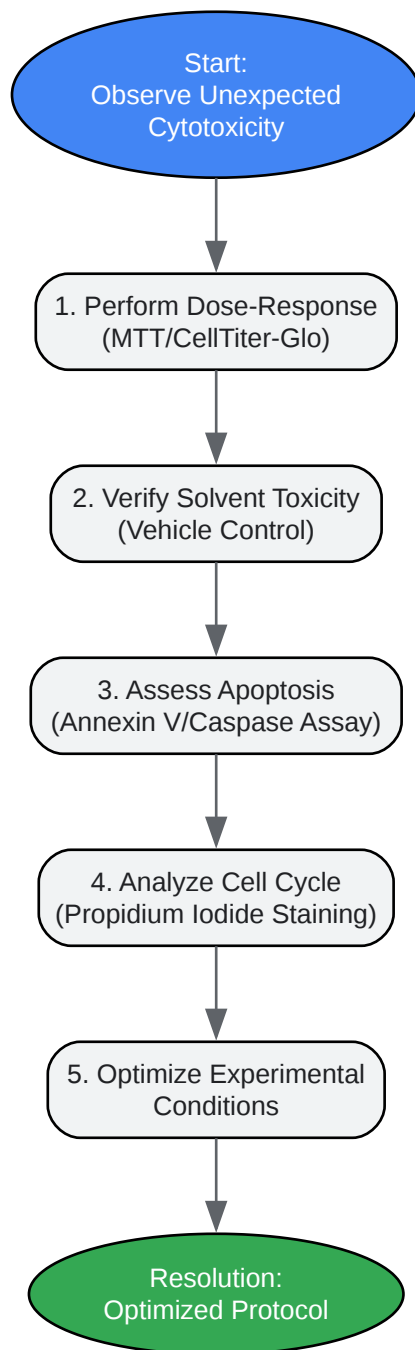 Start:
Observe Unexpected
Cytotoxicity
1. Perform Dose-Response
(MTT/CellTiter-Glo)
2. Verify Solvent Toxicity
(Vehicle Control)
3. Assess Apoptosis
(Annexin V/Caspase Assay)
4. Analyze Cell Cycle
(Propidium Iodide Staining)
5. Optimize Experimental
Conditions
Resolution:
Optimized Protocol